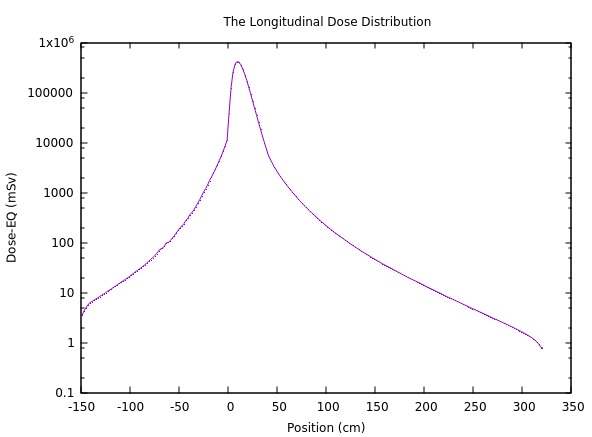 The Longitudinal Dose Distribution
1x10⁶
100000
10000
1000
100
10
1
0.1
Dose-EQ (mSv)
-150 -100 -50 0 50 100 150 200 250 300 350
Position (cm)